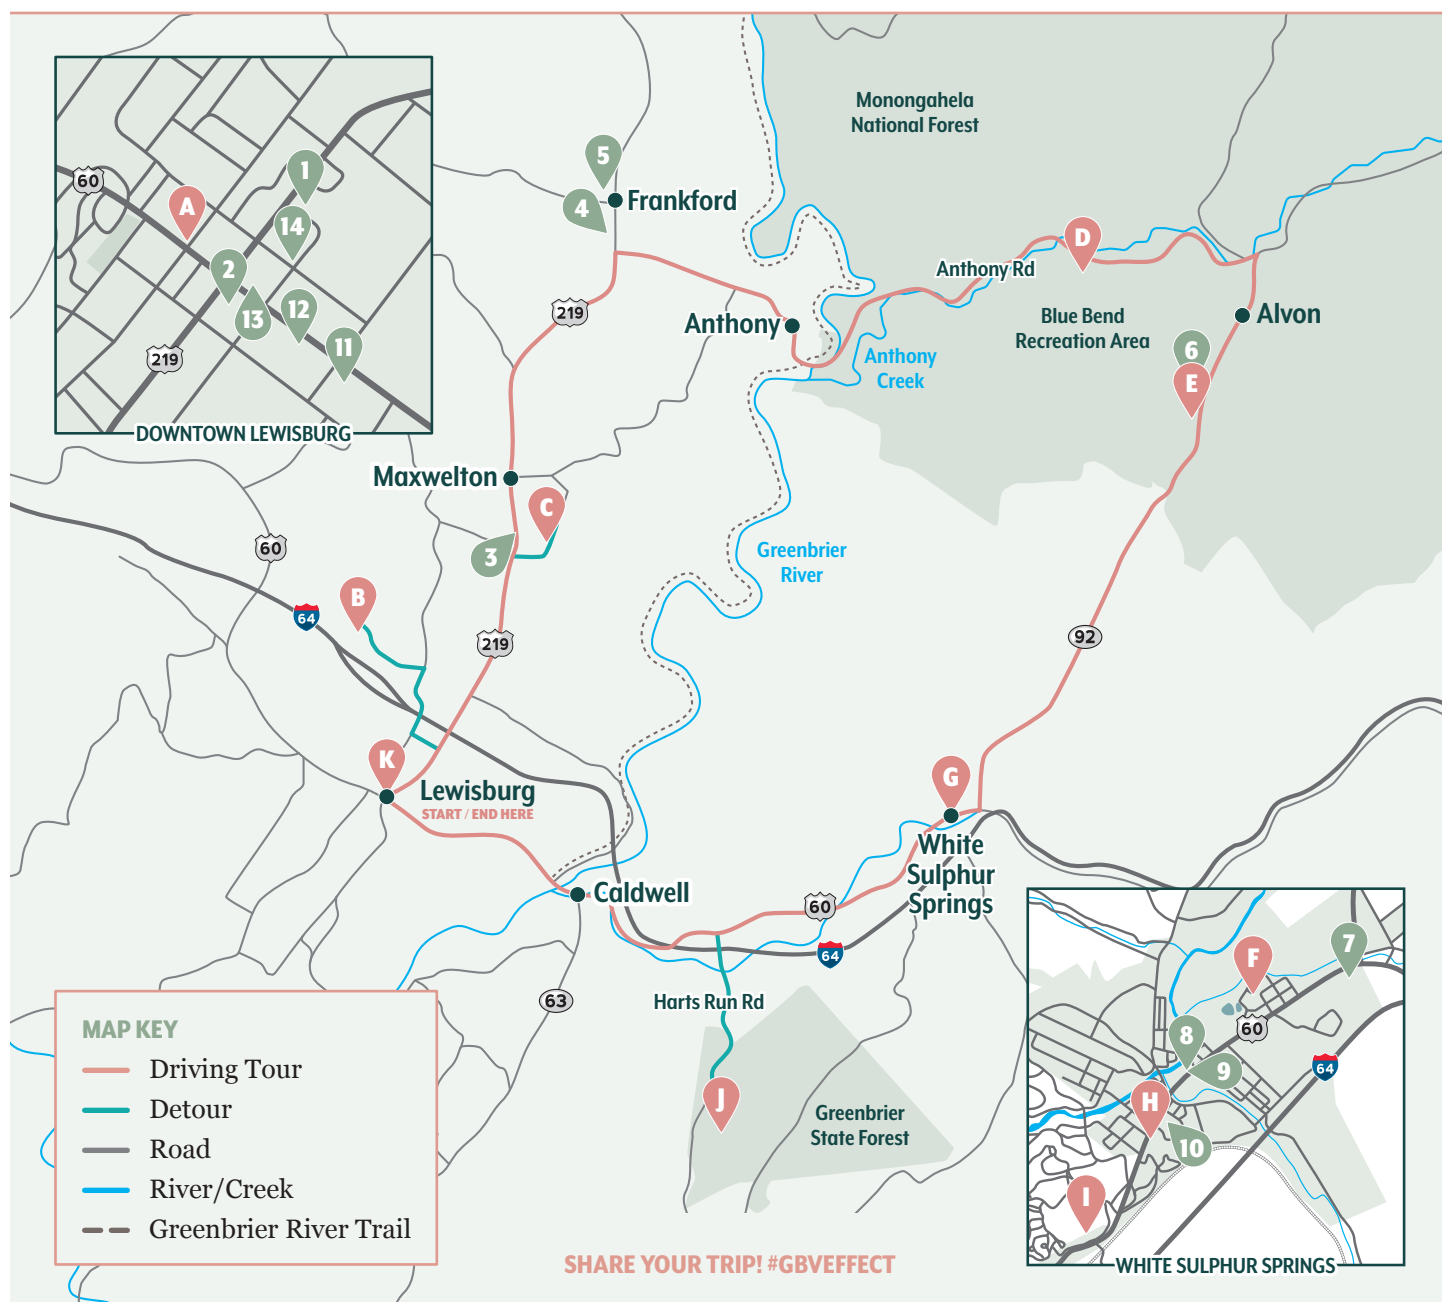 60
A
1
14
2
13
12
11
219
DOWNTOWN LEWISBURG
5
4
Frankford
Monongahela
National Forest
D
Anthony Rd
219
Anthony
Anthony
Creek
Blue Bend
Recreation Area
Alvon
6
E
Maxwelton
C
3
60
64
B
219
Greenbrier
River
92
K
Lewisburg
START / END HERE
G
White
Sulphur
Springs
Caldwell
60
64
63
Harts Run Rd
J
Greenbrier
State Forest
MAP KEY
Driving Tour
Detour
Road
River/Creek
Greenbrier River Trail
7
F
60
8
9
64
H
10
I
WHITE SULPHUR SPRINGS
SHARE YOUR TRIP! #GBVEFFECT